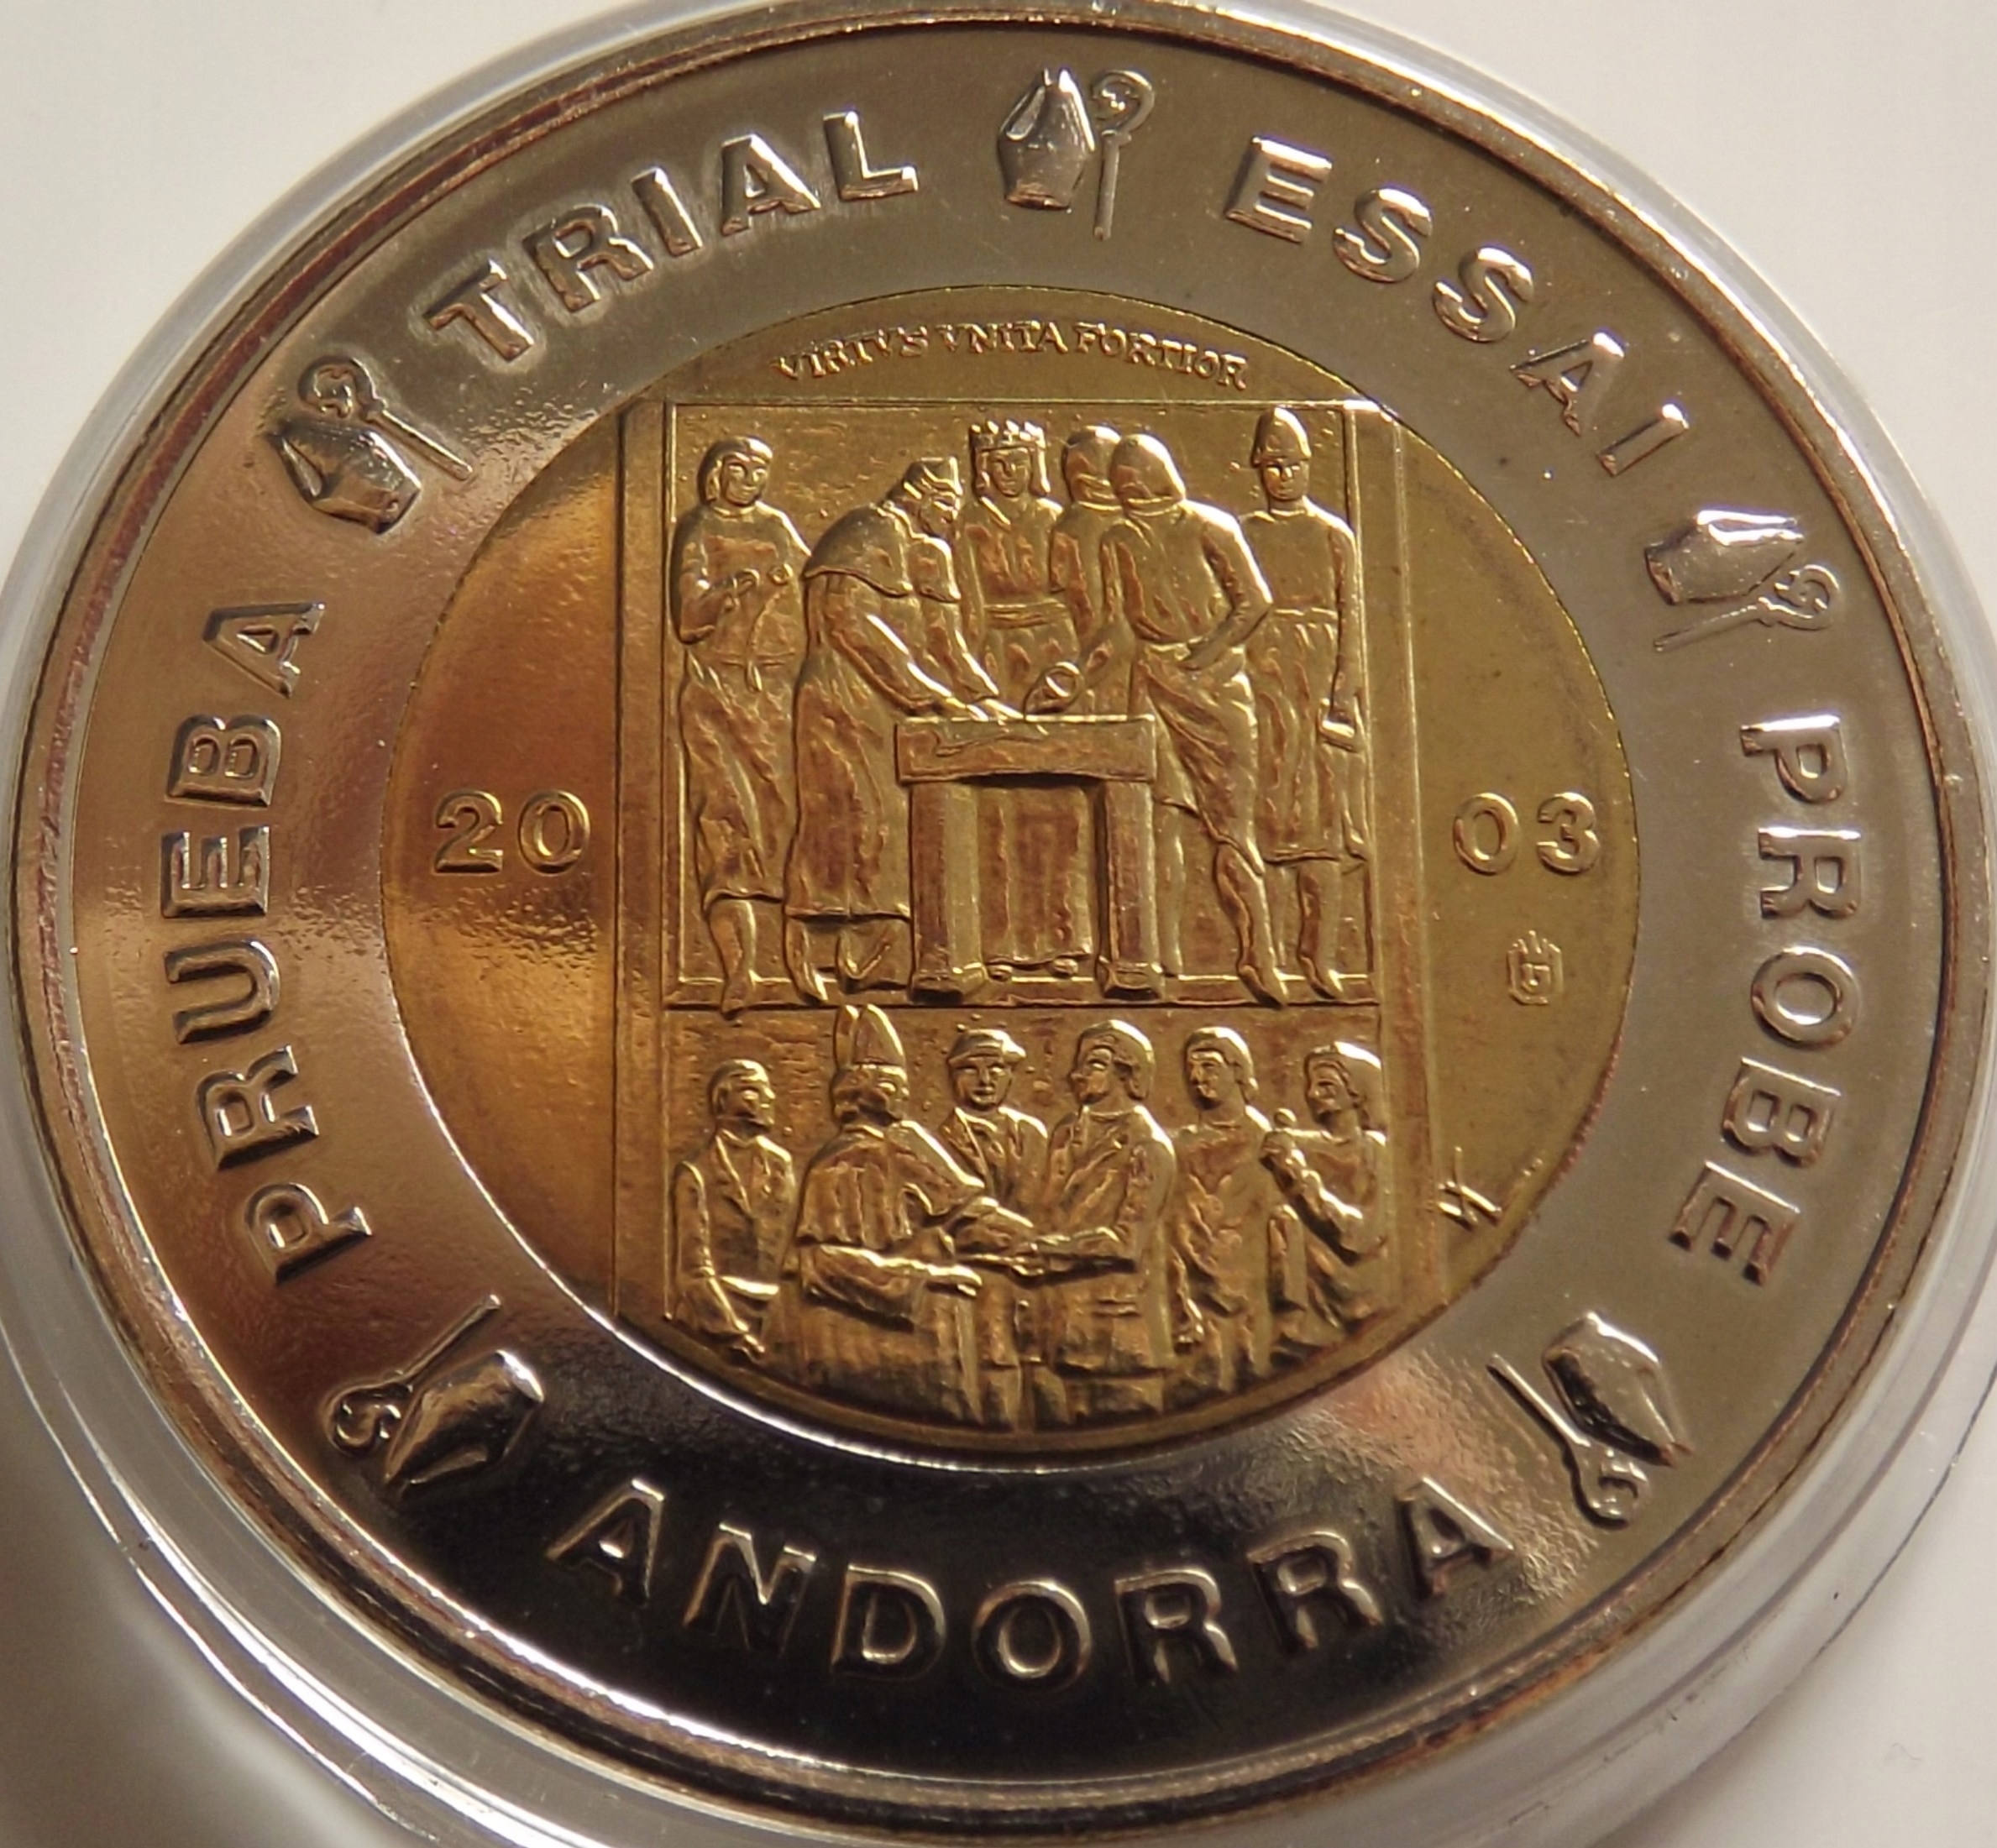 PRUEBA TRIAL ESSAI PROBE
VIRTVS VNITA FORTIOR
20 03
ANDORRA